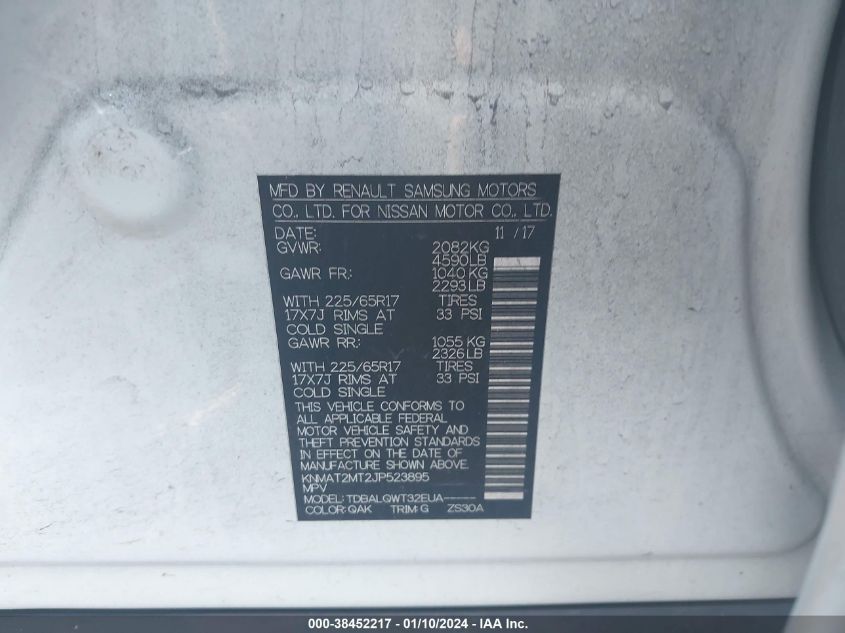 MFD BY RENAULT SAMSUNG MOTORS
CO., LTD. FOR NISSAN MOTOR CO., LTD.
DATE: 11 / 17
GVWR: 2082KG
4590LB
GAWR FR.: 1040 KG
2293 LB
WITH 225/65R17 TIRES
17X7J RIMS AT 33 PSI
COLD SINGLE
GAWR RR.: 1055 KG
2326 LB
WITH 225/65R17 TIRES
17X7J RIMS AT 33 PSI
COLD SINGLE
THIS VEHICLE CONFORMS TO
ALL APPLICABLE FEDERAL
MOTOR VEHICLE SAFETY AND
THEFT PREVENTION STANDARDS
IN EFFECT ON THE DATE OF
MANUFACTURE SHOWN ABOVE.
KNMAT2MT2JP523895
MPV
MODEL: TDBALQWT32EUA-----
COLOR: QAK TRIM: G ZS30A
000-38452217 - 01/10/2024 - IAA Inc.